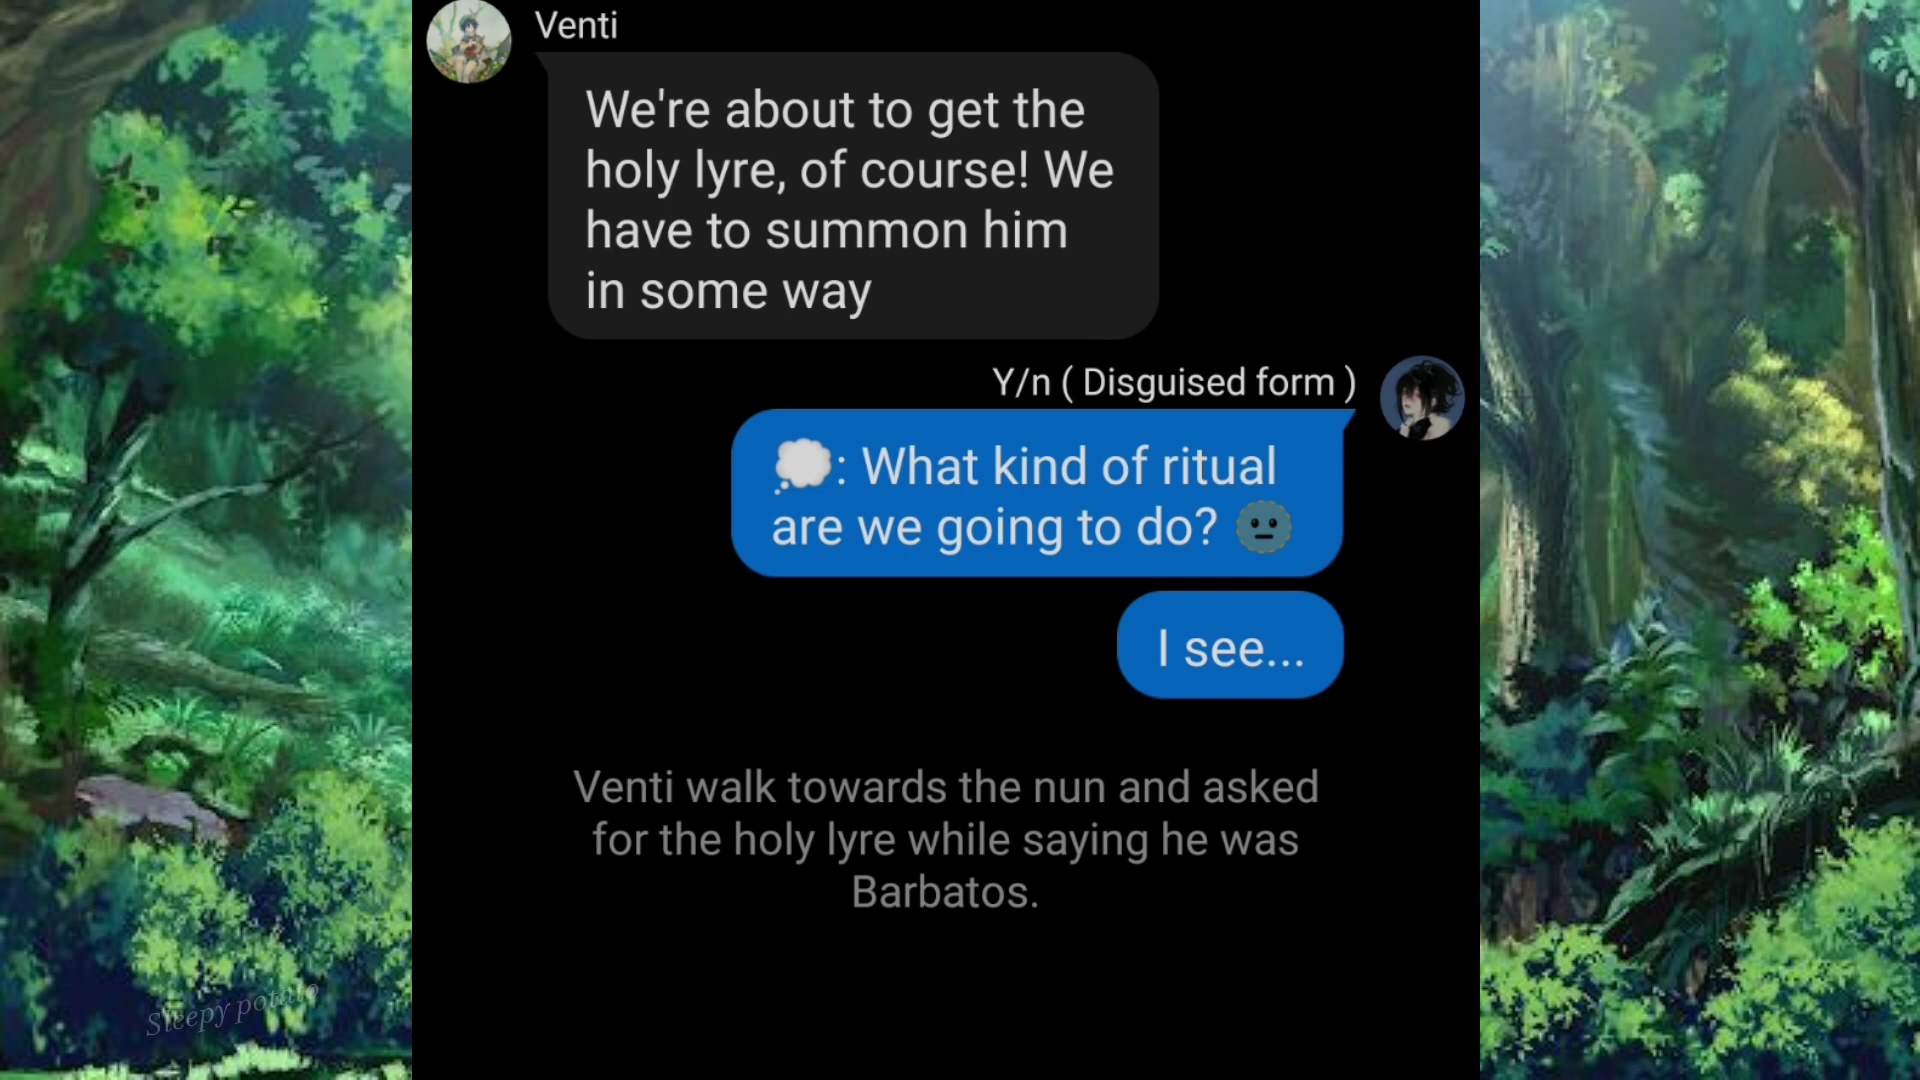 Venti
We're about to get the
holy lyre, of course! We
have to summon him
in some way
Y/n ( Disguised form )
💭: What kind of ritual
are we going to do? 😐
I see...
Venti walk towards the nun and asked
for the holy lyre while saying he was
Barbatos.
Sleepy potato